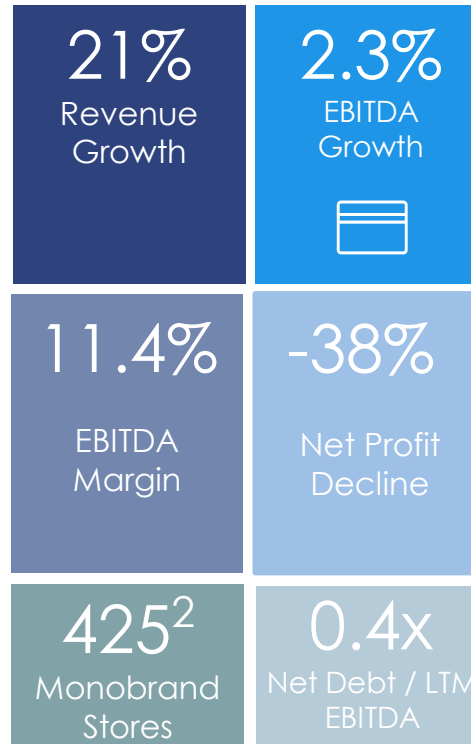 21%
Revenue
Growth
2.3%
EBITDA
Growth
11.4%
EBITDA
Margin
-38%
Net Profit
Decline
425²
Monobrand
Stores
0.4x
Net Debt / LTM
EBITDA